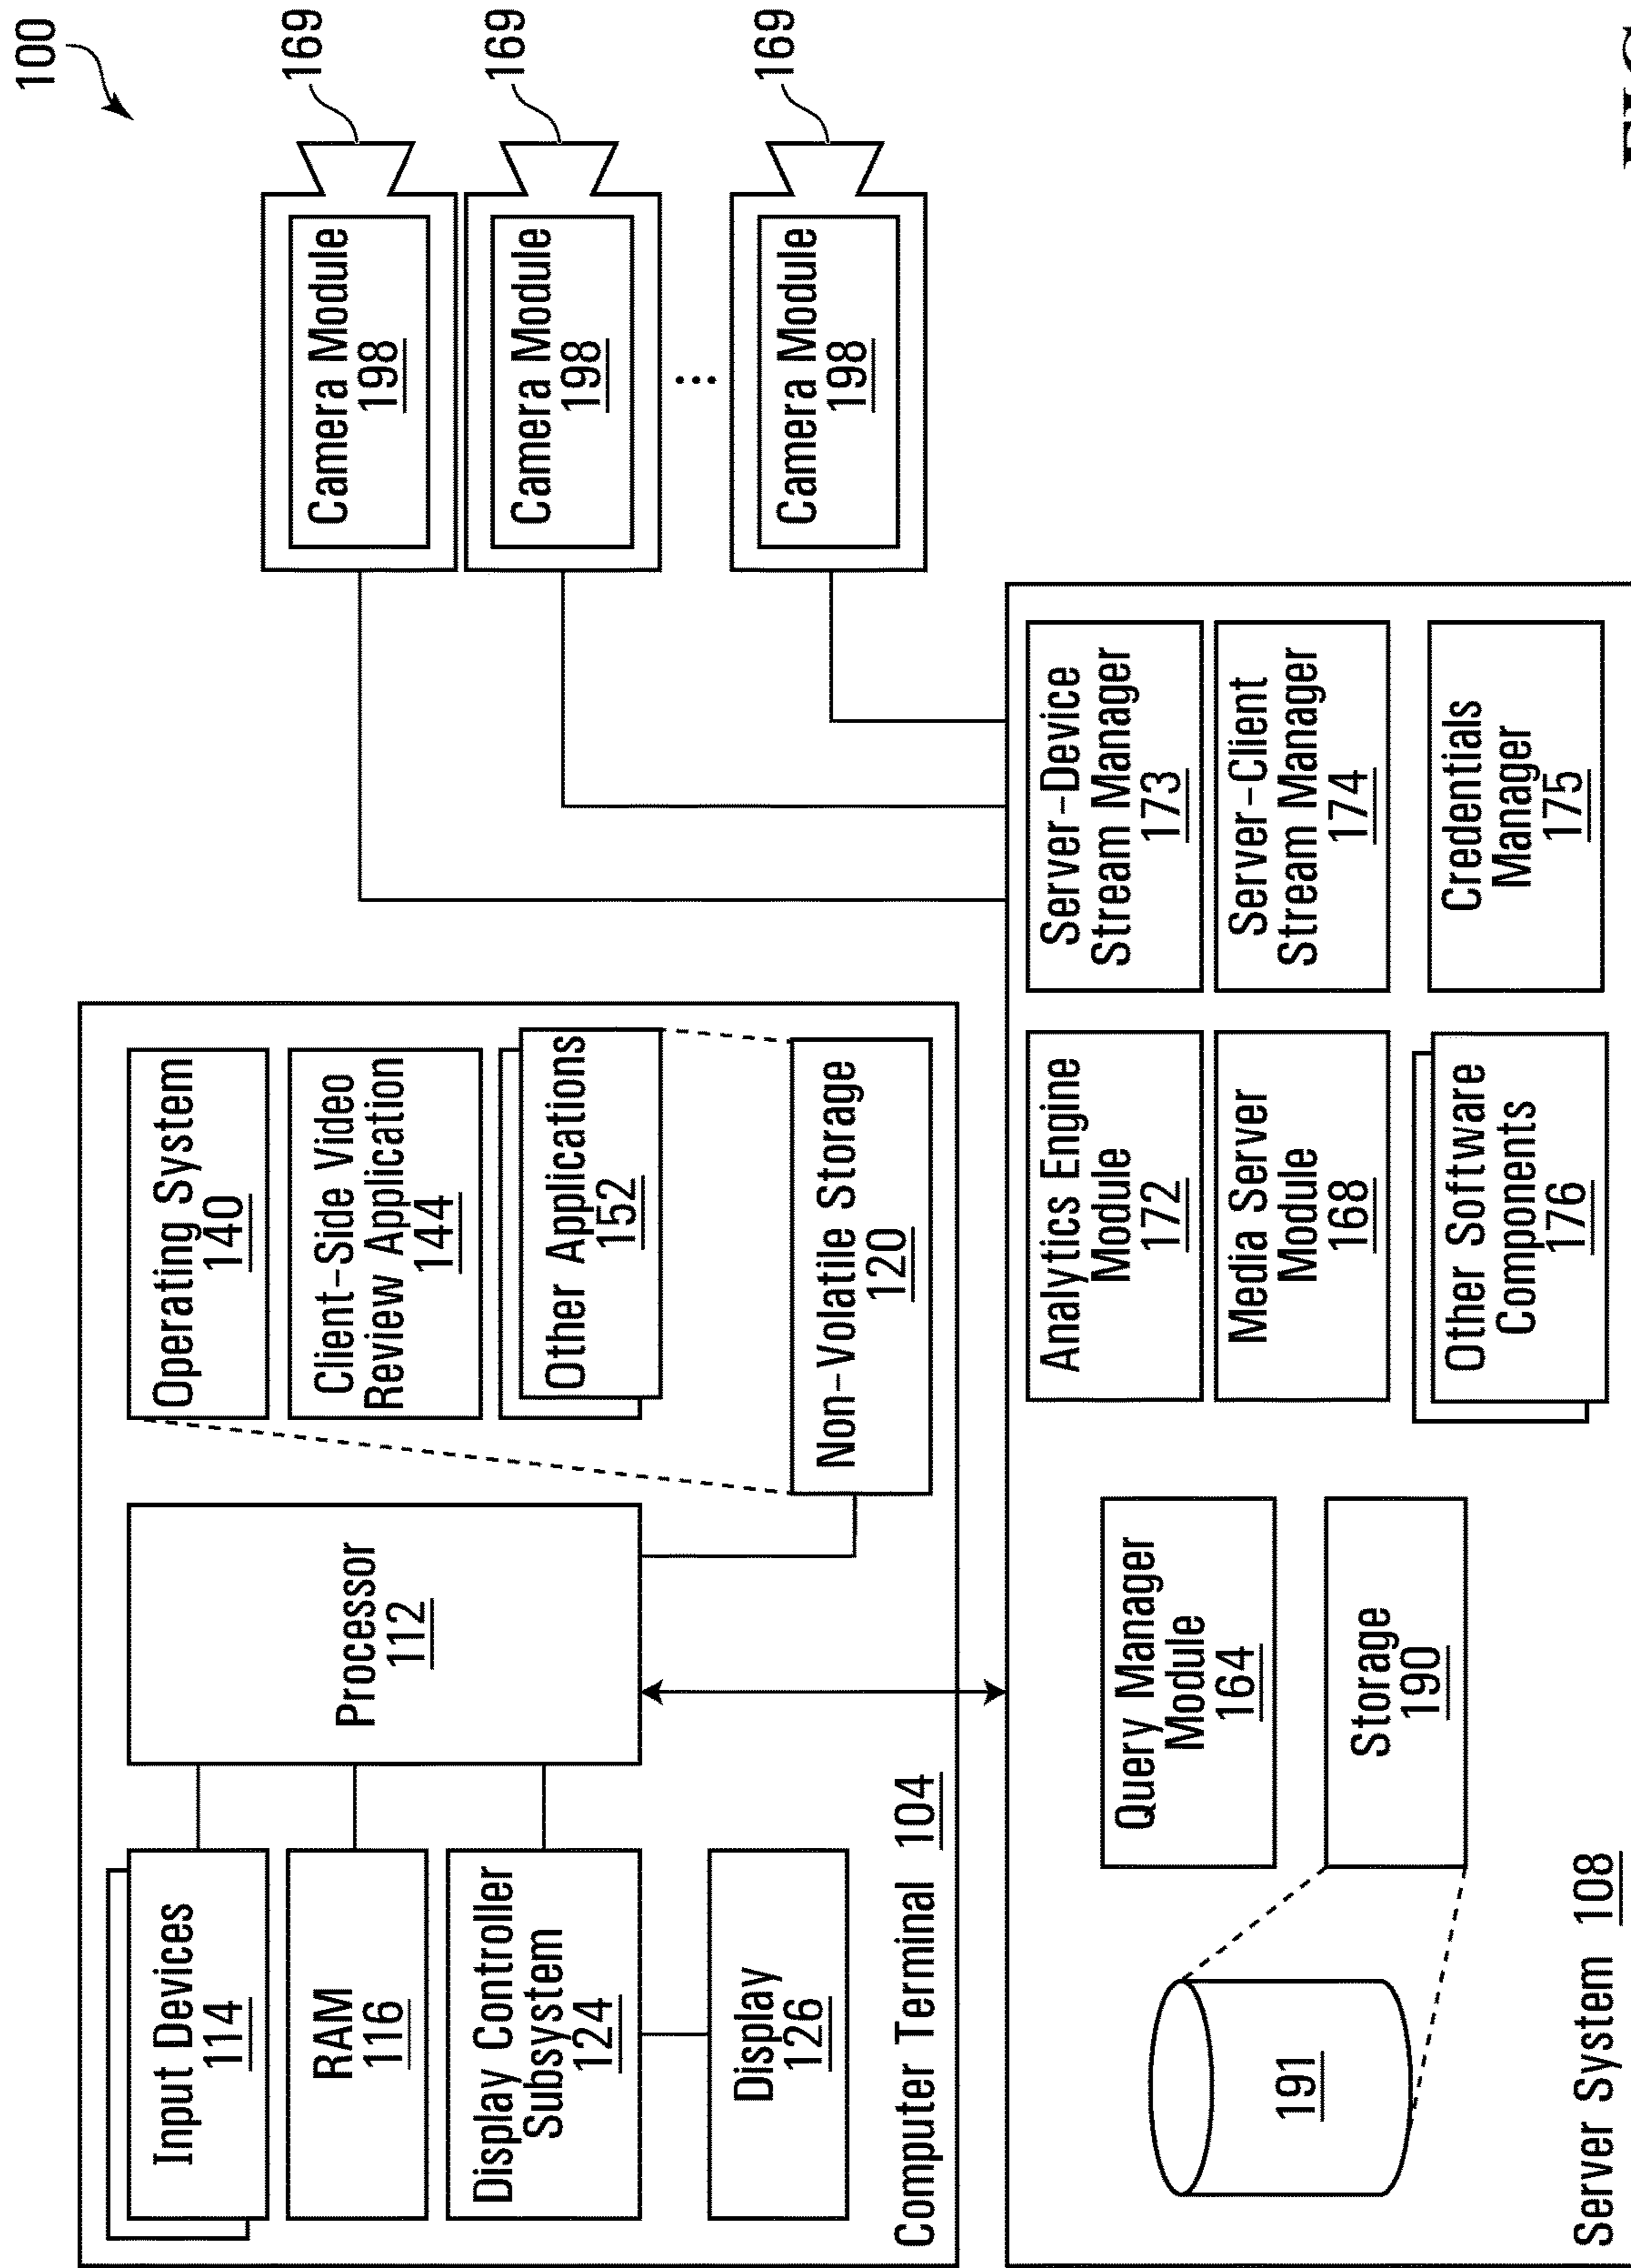 100
Input Devices
114
RAM
116
Display Controller
Subsystem
124
Display
126
Computer Terminal 104
Processor
112
Operating System
140
Client-Side Video
Review Application
144
Other Applications
152
Non-Volatile Storage
120
Camera Module
198
169
Camera Module
198
169
...
Camera Module
198
169
Server System 108
191
Query Manager
Module
164
Storage
190
Analytics Engine
Module
172
Media Server
Module
168
Other Software
Components
176
Server-Device
Stream Manager
173
Server-Client
Stream Manager
174
Credentials
Manager
175